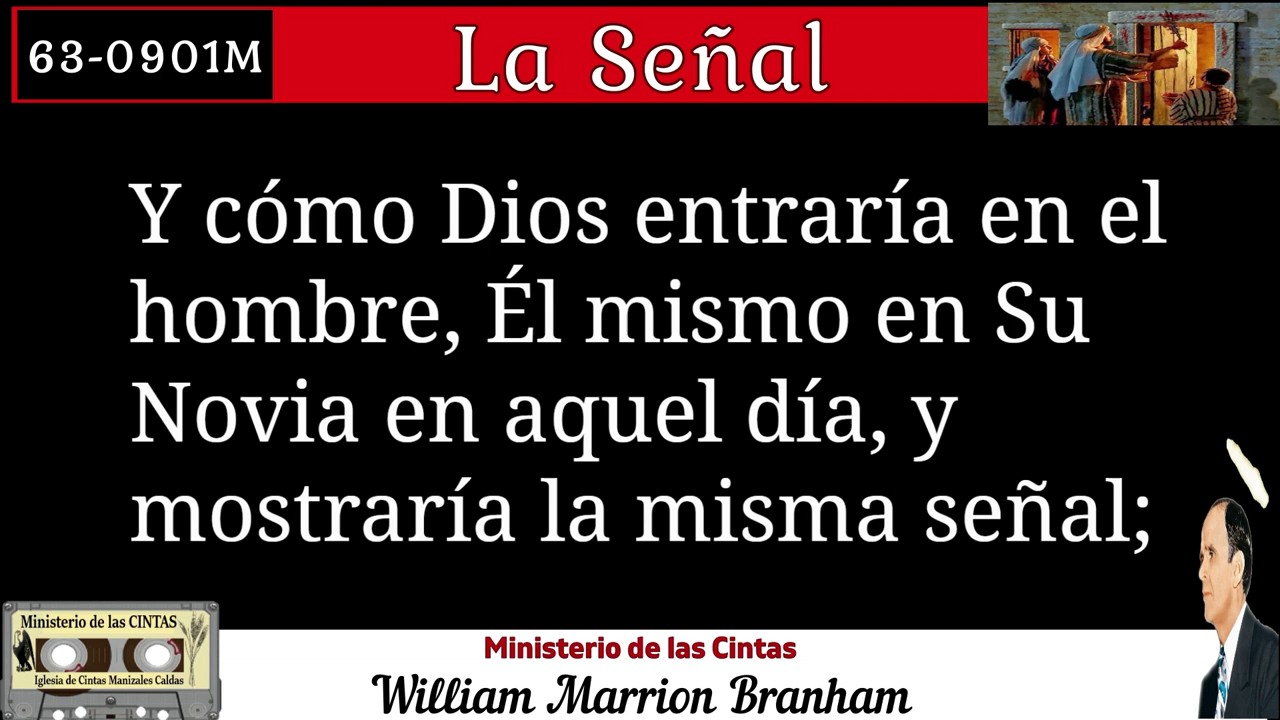 63-0901M
La Señal
Y cómo Dios entraría en el
hombre, Él mismo en Su
Novia en aquel día, y
mostraría la misma señal;
Ministerio de las CINTAS
Iglesia de Cintas Manizales Caldas
Ministerio de las Cintas
William Marrion Branham